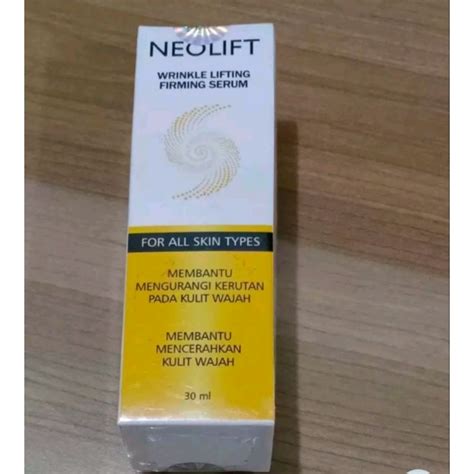 NEOLIFT
WRINKLE LIFTING
FIRMING SERUM
FOR ALL SKIN TYPES
MEMBANTU
MENGURANGI KERUTAN
PADA KULIT WAJAH
MEMBANTU
MENCERAHKAN
KULIT WAJAH
30 ml